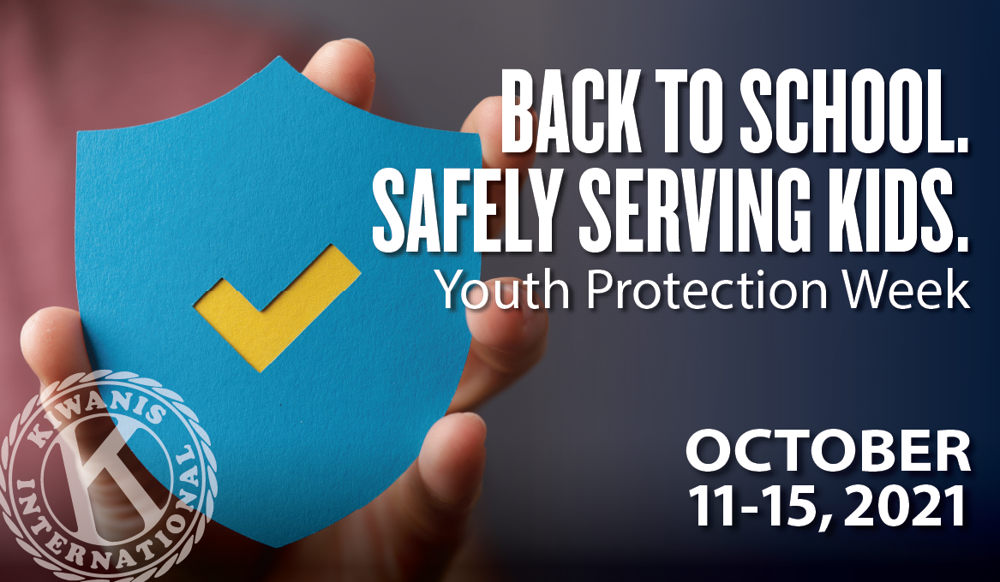 BACK TO SCHOOL.
SAFELY SERVING KIDS.
Youth Protection Week
OCTOBER
11-15, 2021
KIWANIS
K
INTERNATIONAL